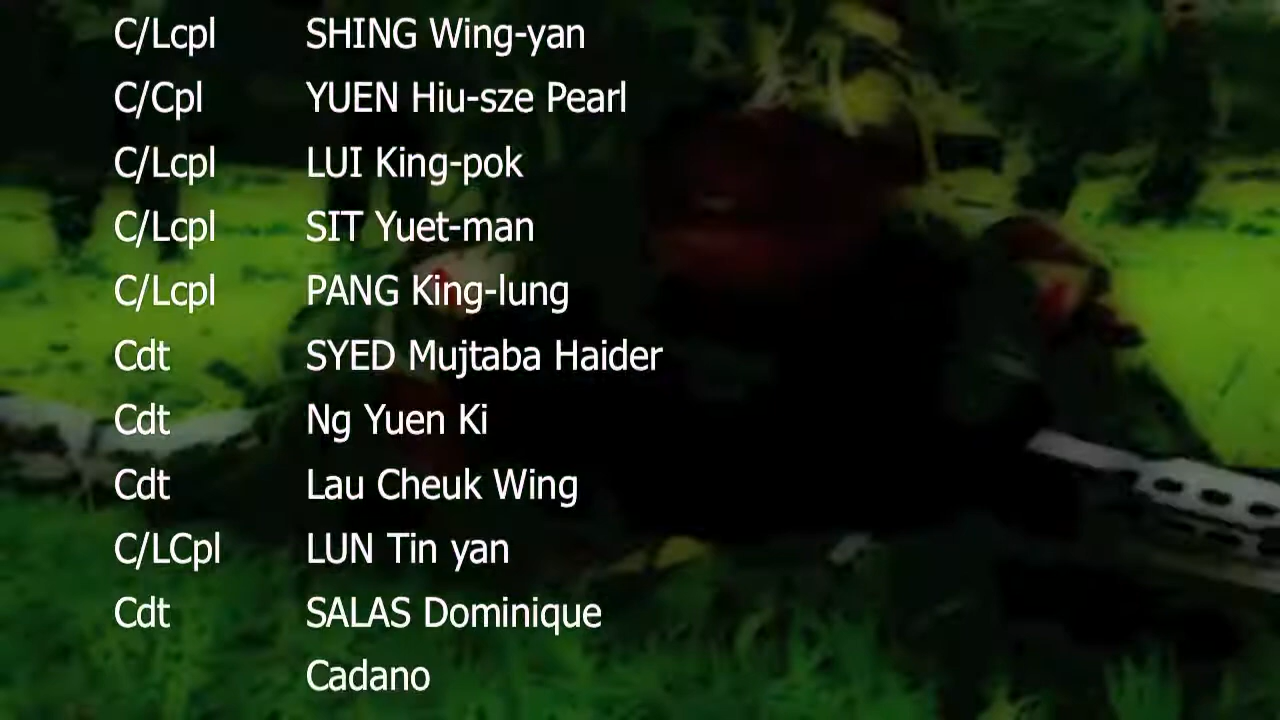 C/Lcpl SHING Wing-yan
C/Cpl YUEN Hiu-sze Pearl
C/Lcpl LUI King-pok
C/Lcpl SIT Yuet-man
C/Lcpl PANG King-lung
Cdt SYED Mujtaba Haider
Cdt Ng Yuen Ki
Cdt Lau Cheuk Wing
C/LCpl LUN Tin yan
Cdt SALAS Dominique
Cadano